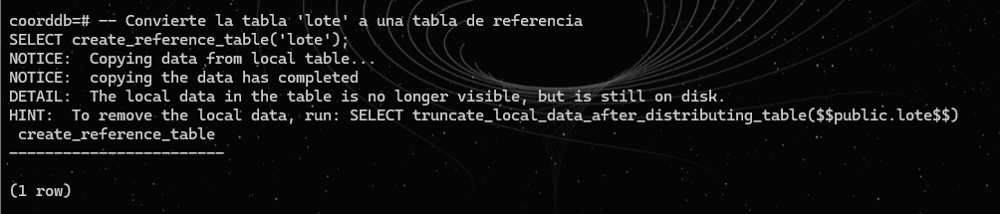 coorddb=# -- Convierte la tabla 'lote' a una tabla de referencia
SELECT create_reference_table('lote');
NOTICE:  Copying data from local table...
NOTICE:  copying the data has completed
DETAIL:  The local data in the table is no longer visible, but is still on disk.
HINT:  To remove the local data, run: SELECT truncate_local_data_after_distributing_table($$public.lote$$)
 create_reference_table
------------------------

(1 row)